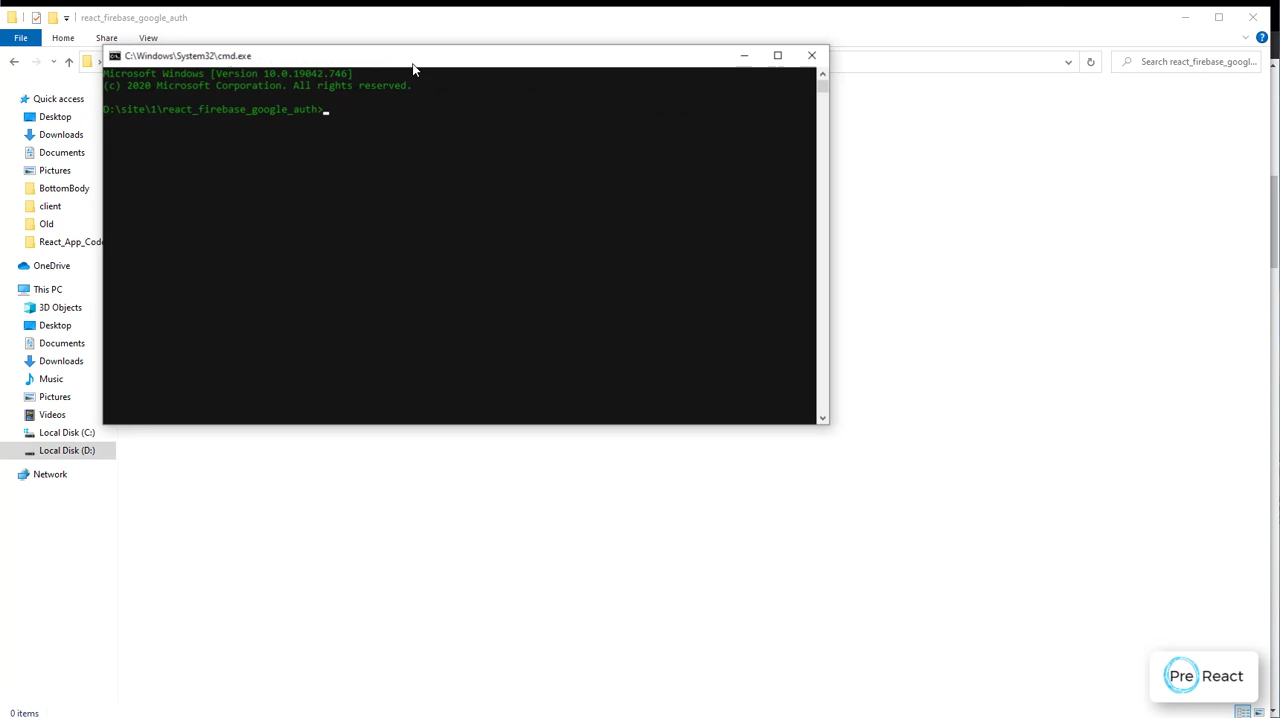 react_firebase_google_auth
File
Home
Share
View
C:\Windows\System32\cmd.exe
Search react_firebase_googl...
Microsoft Windows [Version 10.0.19042.746]
(c) 2020 Microsoft Corporation. All rights reserved.
D:\site\1\react_firebase_google_auth>
Quick access
Desktop
Downloads
Documents
Pictures
BottomBody
client
Old
React_App_Code
OneDrive
This PC
3D Objects
Desktop
Documents
Downloads
Music
Pictures
Videos
Local Disk (C:)
Local Disk (D:)
Network
Pre React
0 items